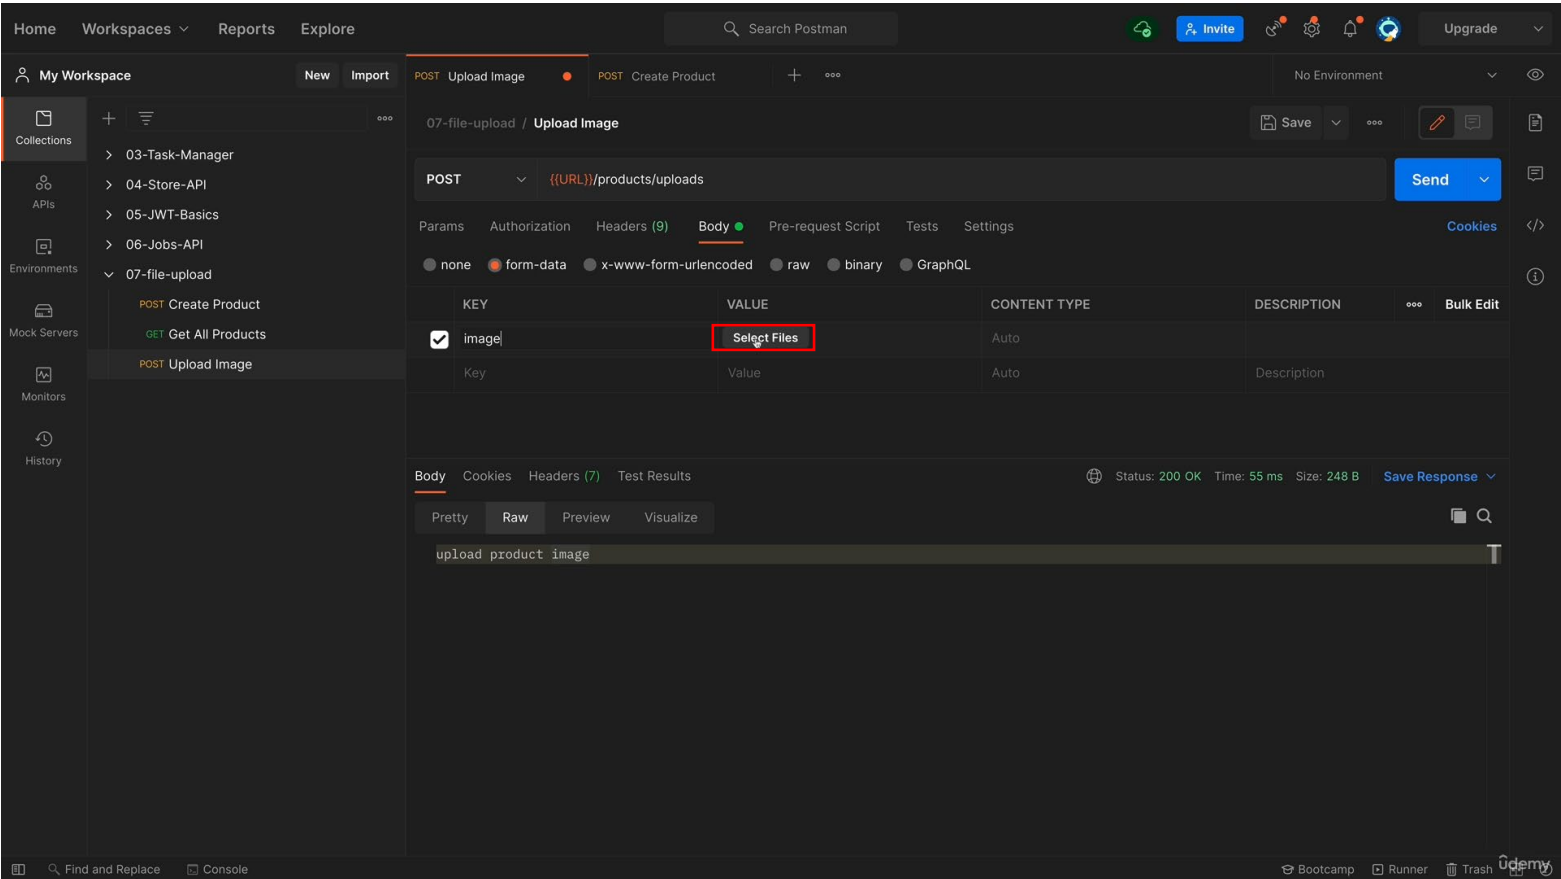 Home Workspaces Reports Explore Search Postman Invite Upgrade
My Workspace New Import POST Upload Image POST Create Product No Environment
Collections
APIs
Environments
Mock Servers
Monitors
History
03-Task-Manager
04-Store-API
05-JWT-Basics
06-Jobs-API
07-file-upload
POST Create Product
GET Get All Products
POST Upload Image
07-file-upload / Upload Image Save
POST {{URL}}/products/uploads Send
Params Authorization Headers (9) Body Pre-request Script Tests Settings Cookies
none form-data x-www-form-urlencoded raw binary GraphQL
KEY VALUE CONTENT TYPE DESCRIPTION Bulk Edit
image Select Files Auto
Key Value Auto Description
Body Cookies Headers (7) Test Results Status: 200 OK Time: 55 ms Size: 248 B Save Response
Pretty Raw Preview Visualize
upload product image
Find and Replace Console Bootcamp Runner Trash
ûdemy